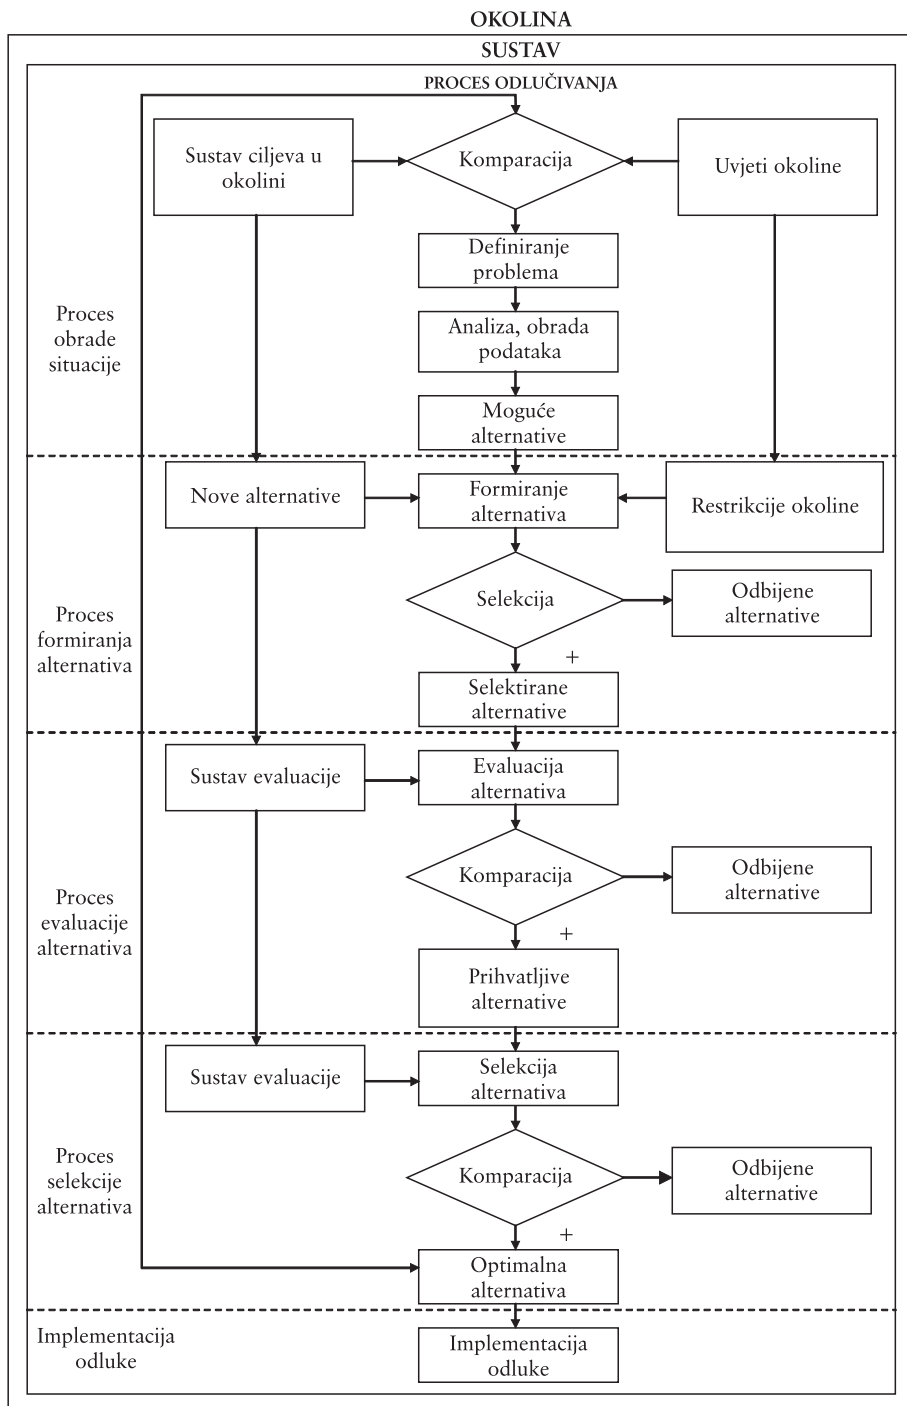 OKOLINA
SUSTAV
PROCES ODLUČIVANJA
Sustav ciljeva u
okolini
Komparacija
Uvjeti okoline
Definiranje
problema
Proces
obrade
situacije
Analiza, obrada
podataka
Moguće
alternative
Nove alternative
Formiranje
alternativa
Restrikcije okoline
Proces
formiranja
alternativa
Selekcija
Odbijene
alternative
+
Selektirane
alternative
Sustav evaluacije
Evaluacija
alternativa
Proces
evaluacije
alternativa
Komparacija
Odbijene
alternative
+
Prihvatljive
alternative
Sustav evaluacije
Selekcija
alternativa
Proces
selekcije
alternativa
Komparacija
Odbijene
alternative
+
Optimalna
alternativa
Implementacija
odluke
Implementacija
odluke